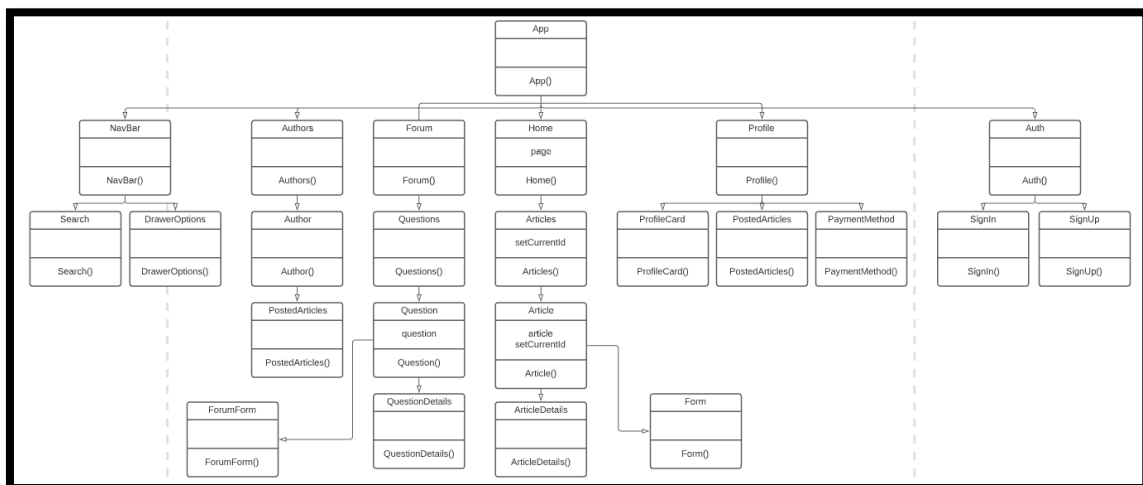 App
App()
NavBar
NavBar()
Authors
Authors()
Forum
Forum()
Home
page
Home()
Profile
Profile()
Auth
Auth()
Search
Search()
DrawerOptions
DrawerOptions()
Author
Author()
Questions
Questions()
Articles
setCurrentId
Articles()
ProfileCard
ProfileCard()
PostedArticles
PostedArticles()
PaymentMethod
PaymentMethod()
SignIn
SignIn()
SignUp
SignUp()
PostedArticles
PostedArticles()
Question
question
Question()
Article
article
setCurrentId
Article()
ForumForm
ForumForm()
QuestionDetails
QuestionDetails()
ArticleDetails
ArticleDetails()
Form
Form()